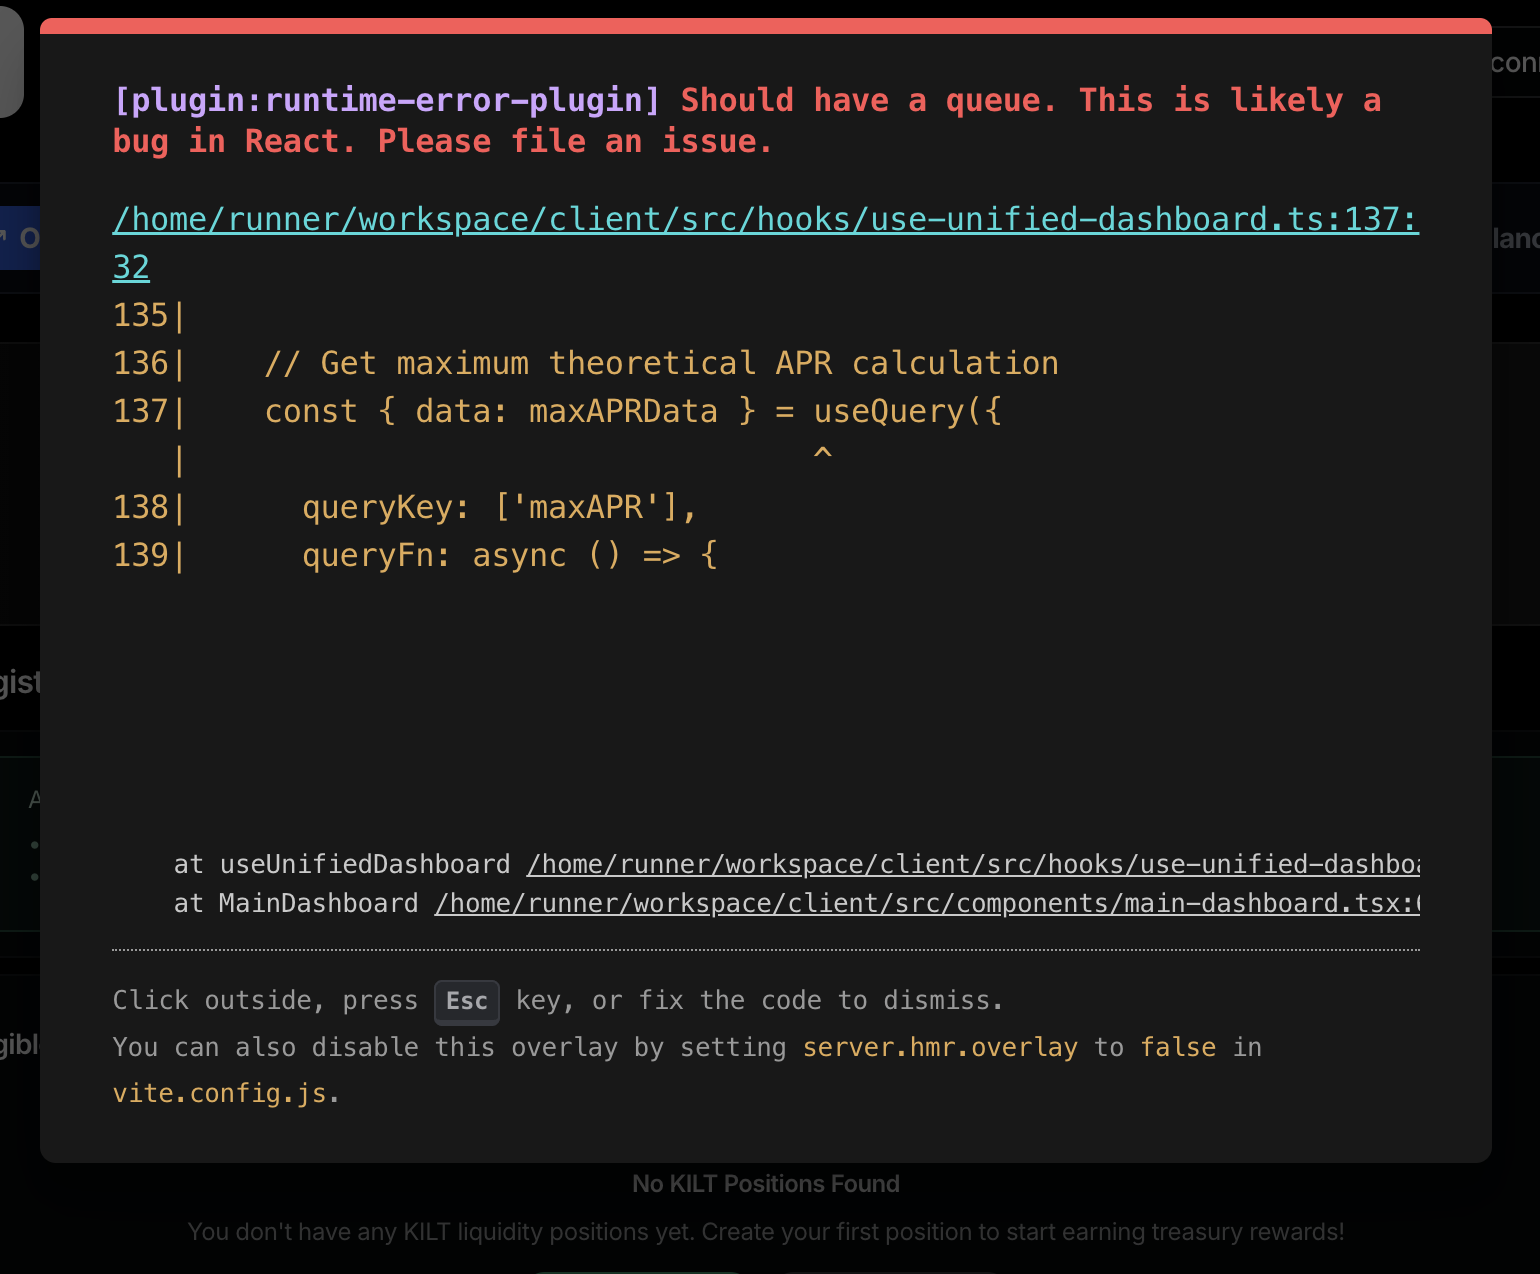 [plugin:runtime-error-plugin] Should have a queue. This is likely a
bug in React. Please file an issue.
/home/runner/workspace/client/src/hooks/use-unified-dashboard.ts:137:
32
135|
136|    // Get maximum theoretical APR calculation
137|    const { data: maxAPRData } = useQuery({
   |                                 ^
138|      queryKey: ['maxAPR'],
139|      queryFn: async () => {
at useUnifiedDashboard /home/runner/workspace/client/src/hooks/use-unified-dashboa
at MainDashboard /home/runner/workspace/client/src/components/main-dashboard.tsx:
Click outside, press Esc key, or fix the code to dismiss.
You can also disable this overlay by setting server.hmr.overlay to false in
vite.config.js.
No KILT Positions Found
You don't have any KILT liquidity positions yet. Create your first position to start earning treasury rewards!